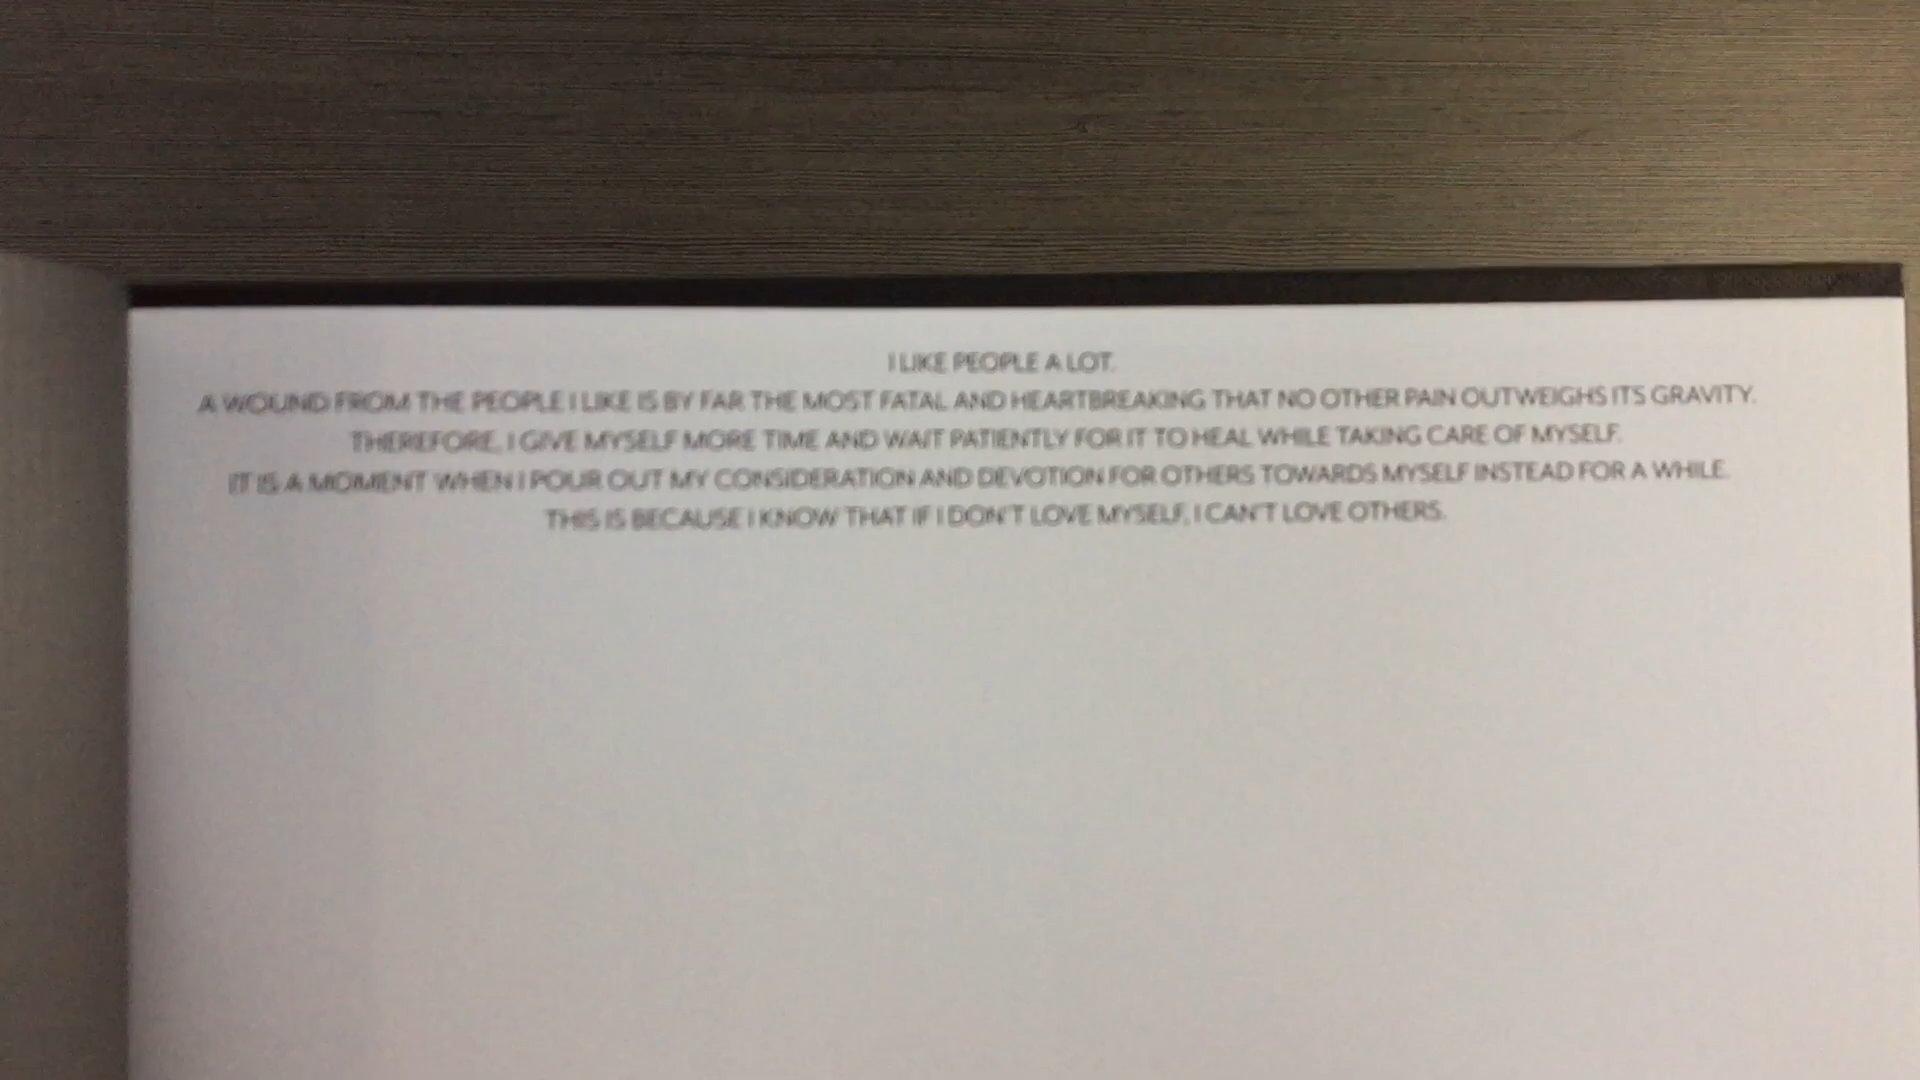 I LIKE PEOPLE A LOT.
A WOUND FROM THE PEOPLE I LIKE IS BY FAR THE MOST FATAL AND HEARTBREAKING THAT NO OTHER PAIN OUTWEIGHS ITS GRAVITY.
THEREFORE, I GIVE MYSELF MORE TIME AND WAIT PATIENTLY FOR IT TO HEAL WHILE TAKING CARE OF MYSELF.
IT IS A MOMENT WHEN I POUR OUT MY CONSIDERATION AND DEVOTION FOR OTHERS TOWARDS MYSELF INSTEAD FOR A WHILE.
THIS IS BECAUSE I KNOW THAT IF I DON'T LOVE MYSELF, I CAN'T LOVE OTHERS.